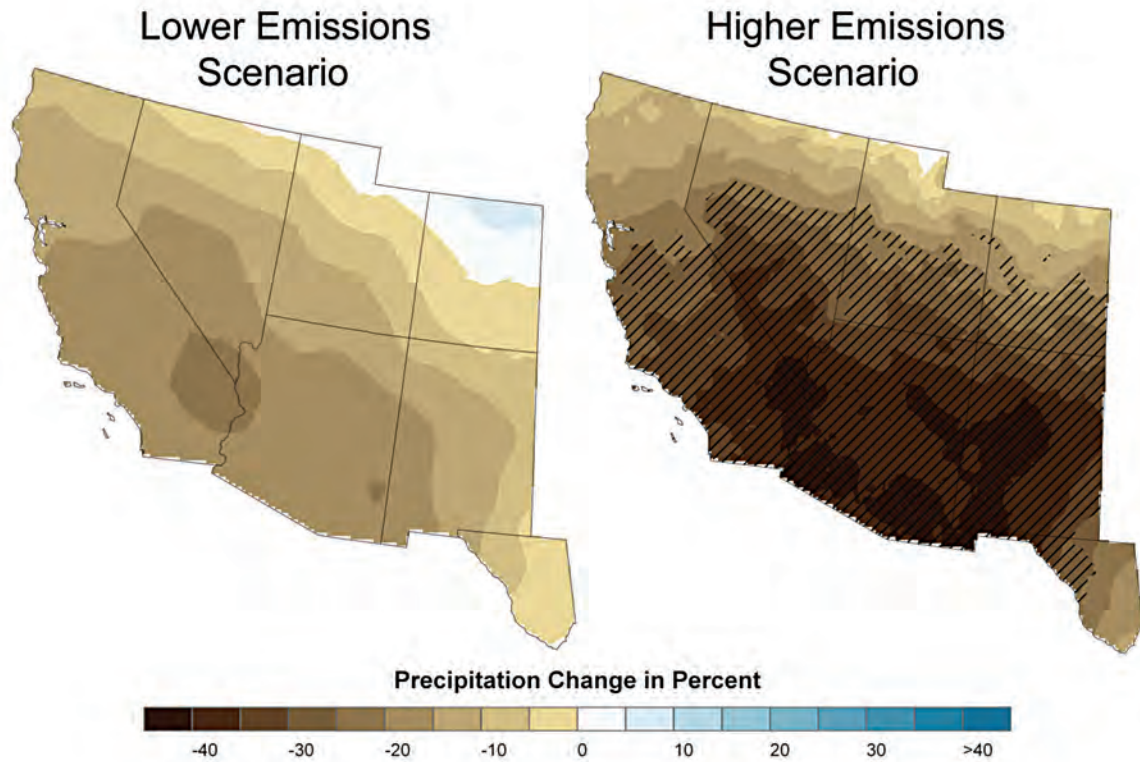 Lower Emissions
Scenario
Higher Emissions
Scenario
Precipitation Change in Percent
-40 -30 -20 -10 0 10 20 30 >40